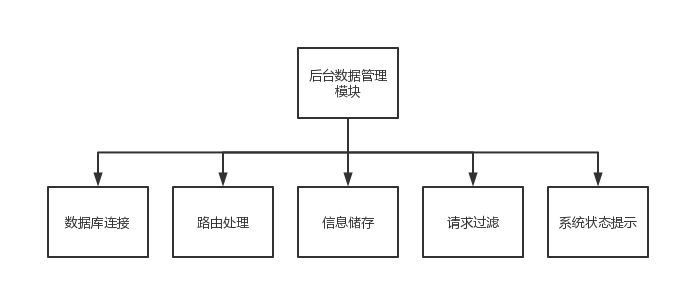 后台数据管理
模块
数据库连接
路由处理
信息储存
请求过滤
系统状态提示